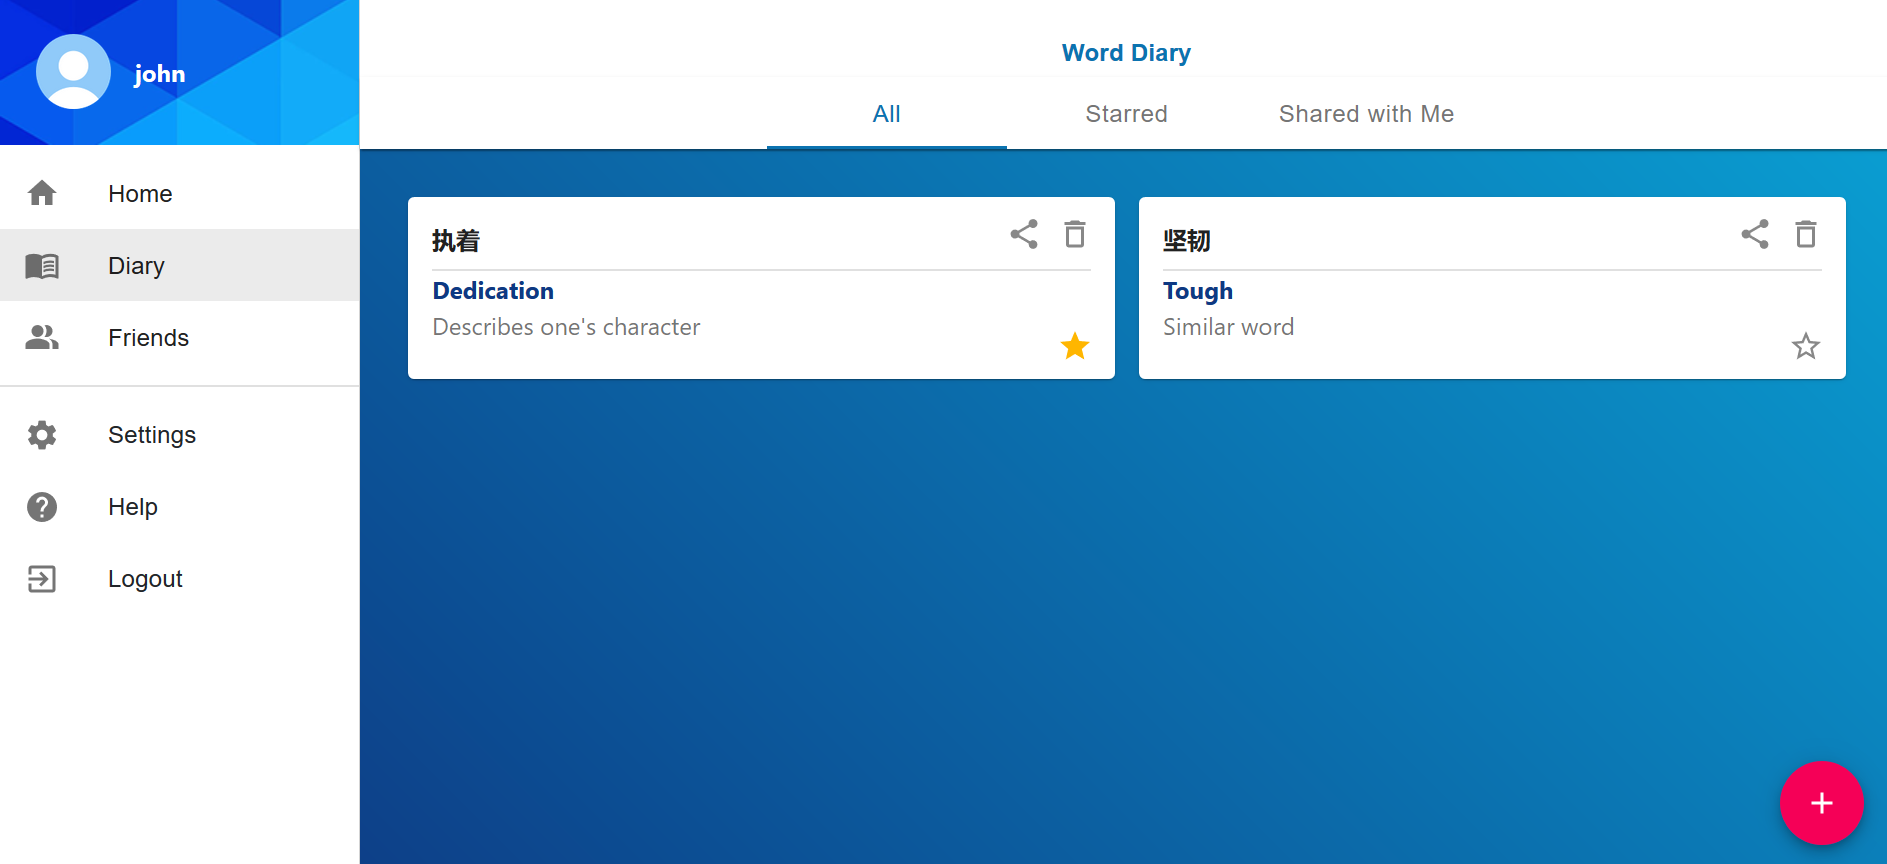 john
Home
Diary
Friends
Settings
Help
Logout
Word Diary
All
Starred
Shared with Me
执着
Dedication
Describes one's character
坚韧
Tough
Similar word